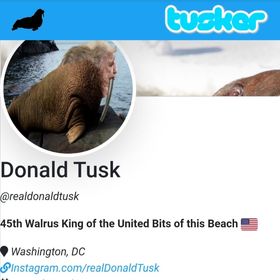 tusker
Donald Tusk
@realdonaldtusk
45th Walrus King of the United Bits of this Beach 🇺🇸
Washington, DC
Instagram.com/realDonaldTusk